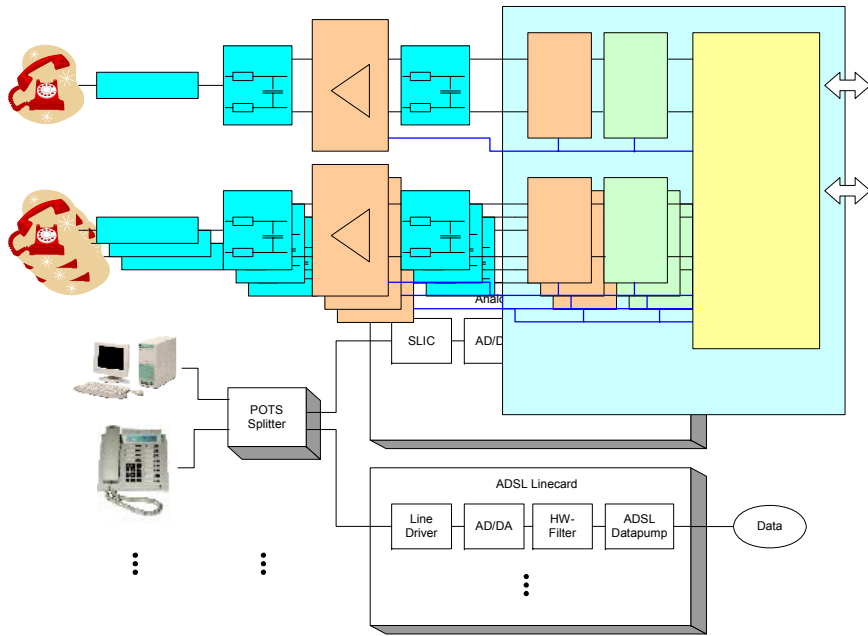 SLIC
POTS
Splitter
ADSL Linecard
Line
Driver
AD/DA
HW-
Filter
ADSL
Datapump
Data